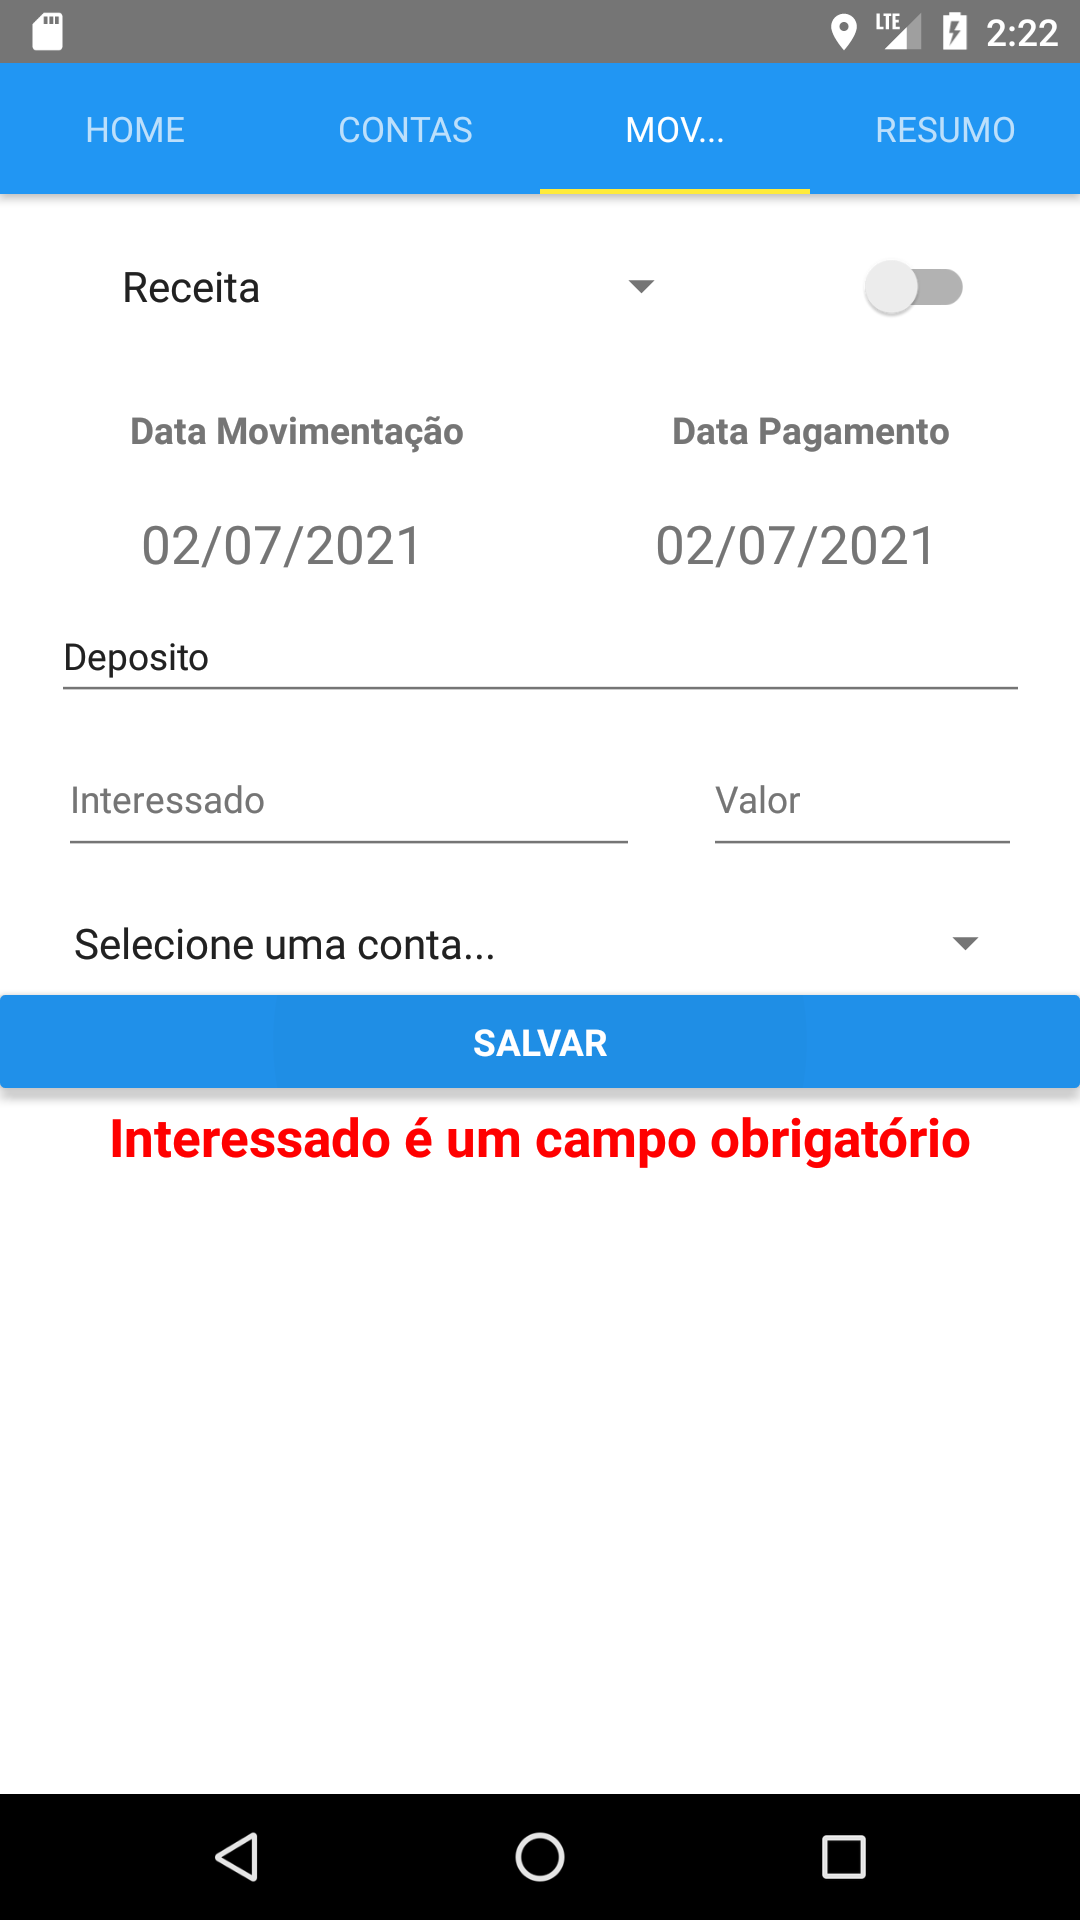 LTE 2:22
HOME CONTAS MOV... RESUMO
Receita
Data Movimentação Data Pagamento
02/07/2021 02/07/2021
Deposito
Interessado Valor
Selecione uma conta...
SALVAR
Interessado é um campo obrigatório